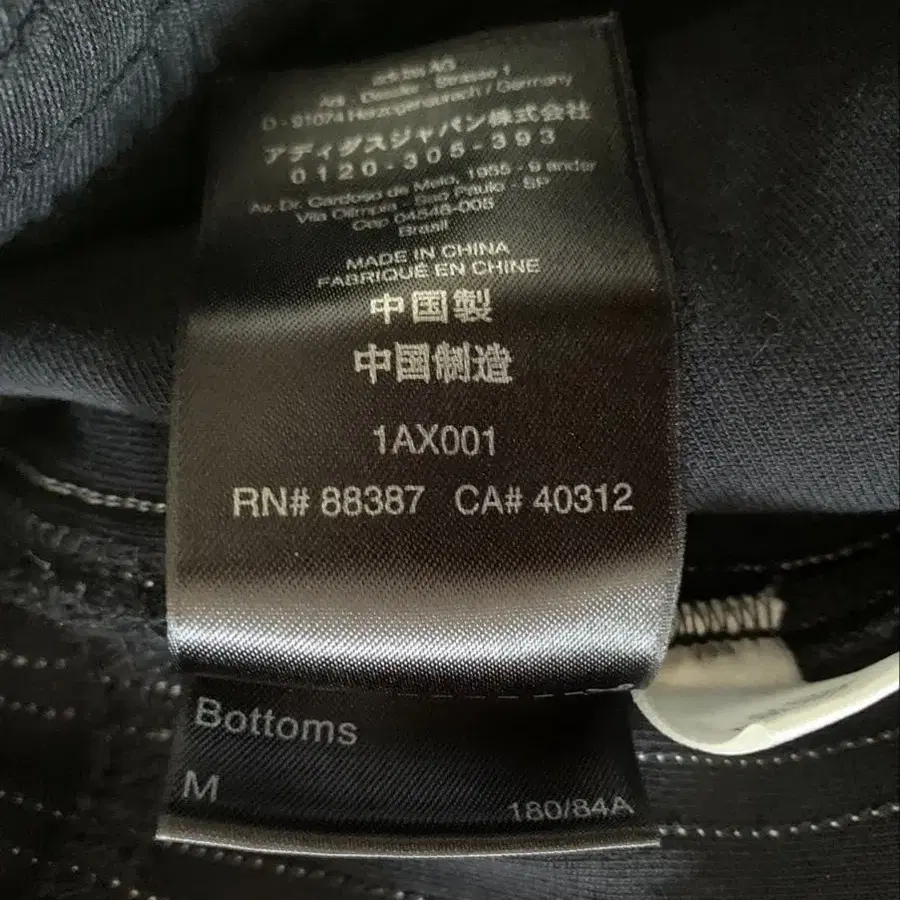 adidas AG
Adi - Dassler - Strasse 1
D - 91074 Herzogenaurach / Germany
アディダスジャパン株式会社
0120-305-393
Av. Dr. Cardoso de Melo, 1955 - 9 andar
Vila Olimpia - Sao Paulo - SP
Cep 04548-005
Brasil
MADE IN CHINA
FABRIQUÉ EN CHINE
中国製
中国制造
1AX001
RN# 88387 CA# 40312
Bottoms
M
180/84A